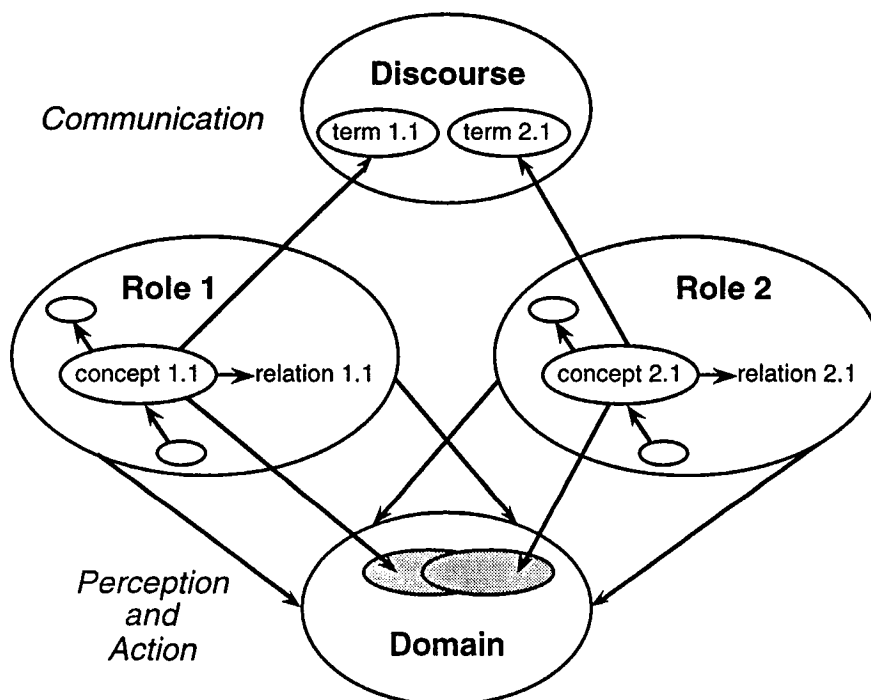 Discourse
Communication
term 1.1
term 2.1
Role 1
Role 2
concept 1.1
relation 1.1
concept 2.1
relation 2.1
Perception
and
Action
Domain